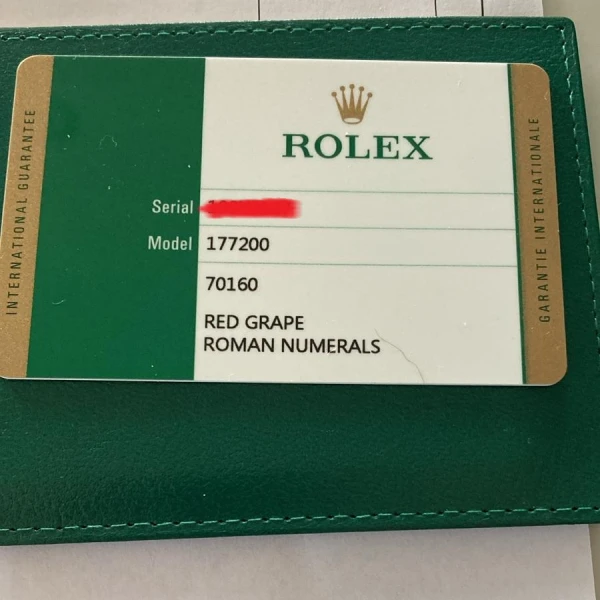 INTERNATIONAL GUARANTEE
ROLEX
Serial
Model 177200
70160
RED GRAPE
ROMAN NUMERALS
GARANTIE INTERNATIONALE